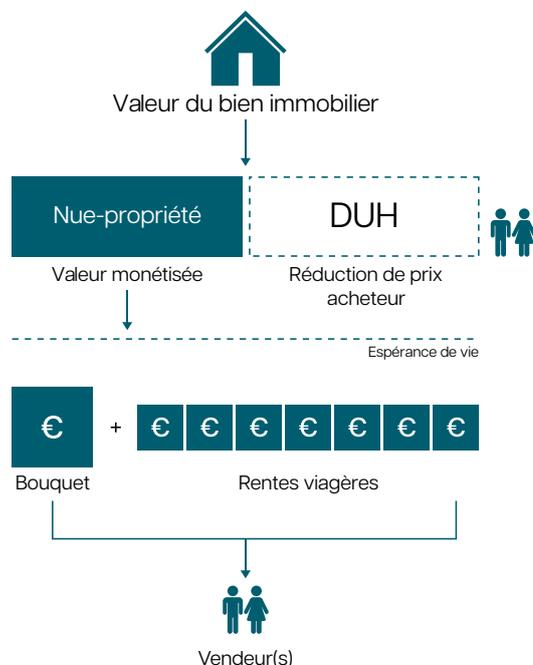 Valeur du bien immobilier
Nue-propriété
DUH
Valeur monétisée
Réduction de prix
acheteur
Espérance de vie
€ + € € € € € € €
Bouquet
Rentes viagères
Vendeur(s)